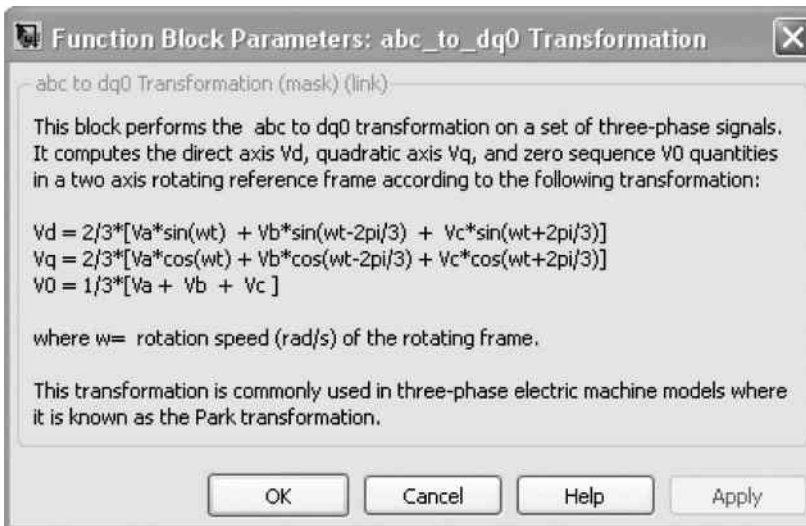 Function Block Parameters: abc_to_dq0 Transformation
abc to dq0 Transformation (mask) (link)
This block performs the abc to dq0 transformation on a set of three-phase signals.
It computes the direct axis Vd, quadratic axis Vq, and zero sequence V0 quantities
in a two axis rotating reference frame according to the following transformation:
Vd = 2/3*[Va*sin(wt) + Vb*sin(wt-2pi/3) + Vc*sin(wt+2pi/3)]
Vq = 2/3*[Va*cos(wt) + Vb*cos(wt-2pi/3) + Vc*cos(wt+2pi/3)]
V0 = 1/3*[Va + Vb + Vc ]
where w= rotation speed (rad/s) of the rotating frame.
This transformation is commonly used in three-phase electric machine models where
it is known as the Park transformation.
OK Cancel Help Apply